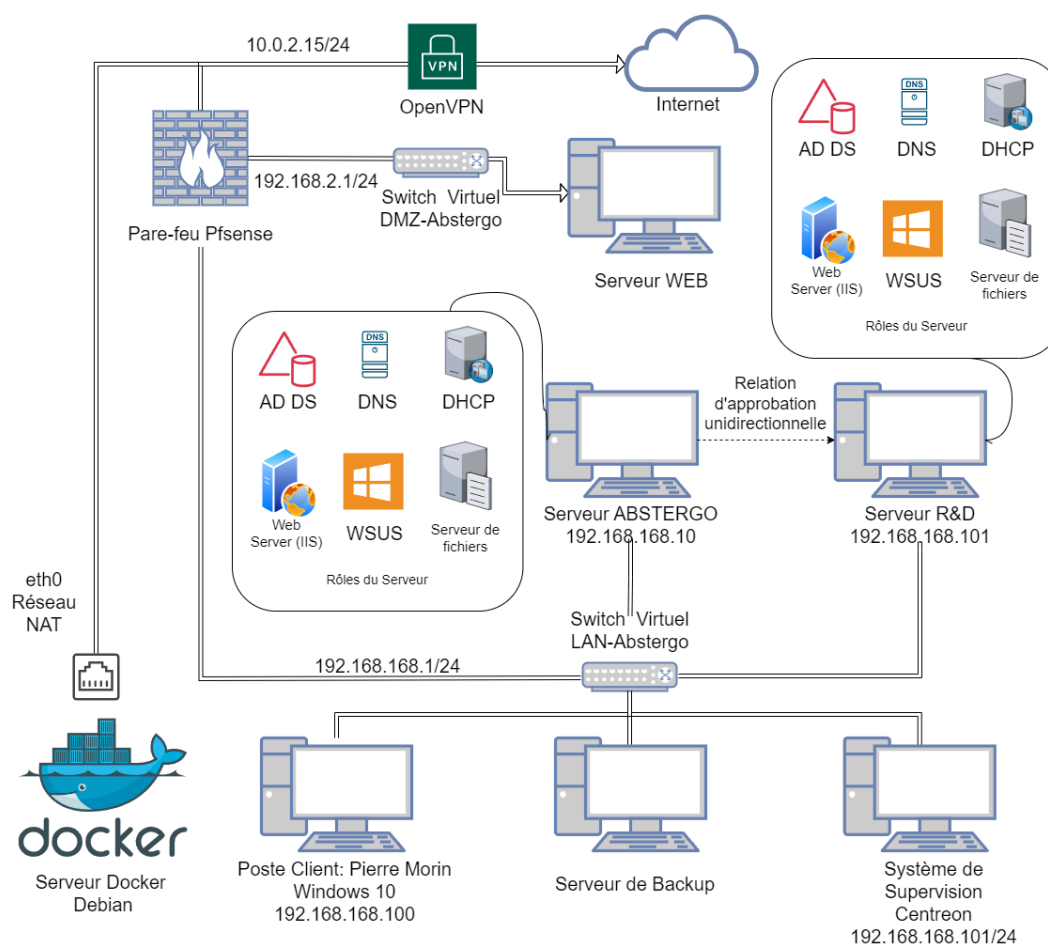 10.0.2.15/24
VPN
OpenVPN
Internet
AD DS
DNS
DNS
DHCP
Web
Server (IIS)
WSUS
Serveur de
fichiers
Rôles du Serveur
192.168.2.1/24
Switch Virtuel
DMZ-Abstergo
Pare-feu Pfsense
Serveur WEB
AD DS
DNS
DNS
DHCP
Web
Server (IIS)
WSUS
Serveur de
fichiers
Rôles du Serveur
Relation
d'approbation
unidirectionnelle
Serveur ABSTERGO
192.168.168.10
Serveur R&D
192.168.168.101
eth0
Réseau
NAT
Switch Virtuel
LAN-Abstergo
192.168.168.1/24
docker
Serveur Docker
Debian
Poste Client: Pierre Morin
Windows 10
192.168.168.100
Serveur de Backup
Système de
Supervision
Centreon
192.168.168.101/24